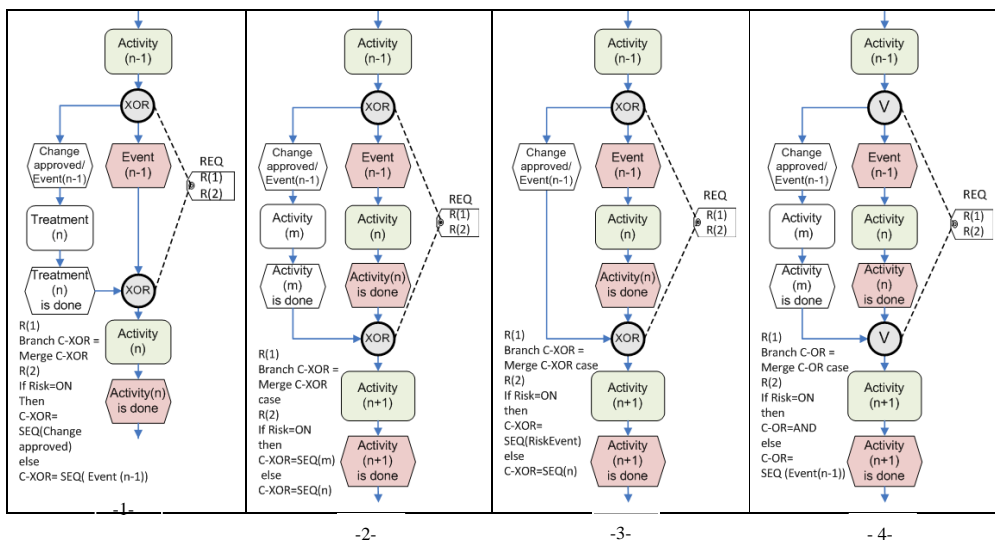 Activity
(n-1)
XOR
Change
approved/
Event(n-1)
Event
(n-1)
REQ
R(1)
R(2)
Treatment
(n)
Treatment
(n)
is done
XOR
Activity
(n)
Activity(n)
is done
R(1)
Branch C-XOR =
Merge C-XOR
R(2)
If Risk=ON
Then
C-XOR=
SEQ(Change
approved)
else
C-XOR= SEQ( Event (n-1))
-1-
Activity
(n-1)
XOR
Change
approved/
Event(n-1)
Event
(n-1)
REQ
R(1)
R(2)
Activity
(m)
Activity
(n)
Activity
(m)
is done
Activity(n)
is done
XOR
Activity
(n+1)
Activity
(n+1)
is done
R(1)
Branch C-XOR =
Merge C-XOR
case
R(2)
If Risk=ON
then
C-XOR=SEQ(m)
else
C-XOR=SEQ(n)
-2-
Activity
(n-1)
XOR
Change
approved/
Event(n-1)
Event
(n-1)
REQ
R(1)
R(2)
Activity
(n)
Activity(n)
is done
XOR
Activity
(n+1)
Activity
(n+1)
is done
R(1)
Branch C-XOR =
Merge C-XOR case
R(2)
If Risk=ON
then
C-XOR=
SEQ(RiskEvent)
else
C-XOR=SEQ(n)
-3-
Activity
(n-1)
V
Change
approved/
Event(n-1)
Event
(n-1)
REQ
R(1)
R(2)
Activity
(m)
Activity
(n)
Activity
(m)
is done
Activity
(n)
is done
V
Activity
(n+1)
Activity
(n+1)
is done
R(1)
Branch C-OR =
Merge C-OR case
R(2)
If Risk=ON
then
C-OR=AND
else
C-OR=
SEQ (Event(n-1))
- 4-